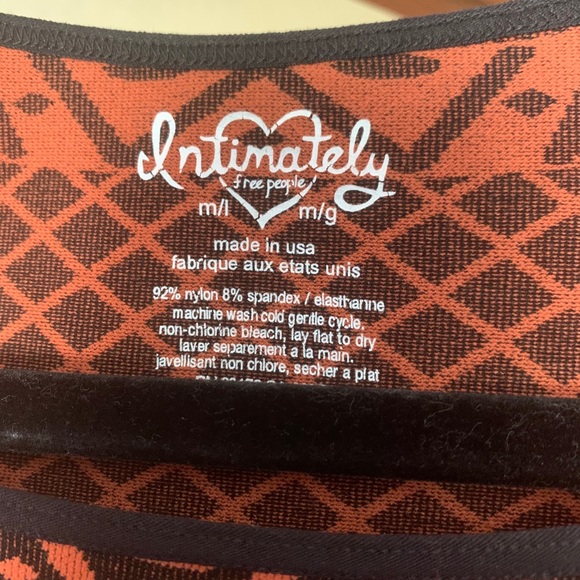 Intimately
free people
m/l m/g
made in usa
fabrique aux etats unis
92% nylon 8% spandex / elasthanne
machine wash cold gentle cycle,
non-chlorine bleach, lay flat to dry
laver separement a la main.
javellisant non chlore, secher a plat